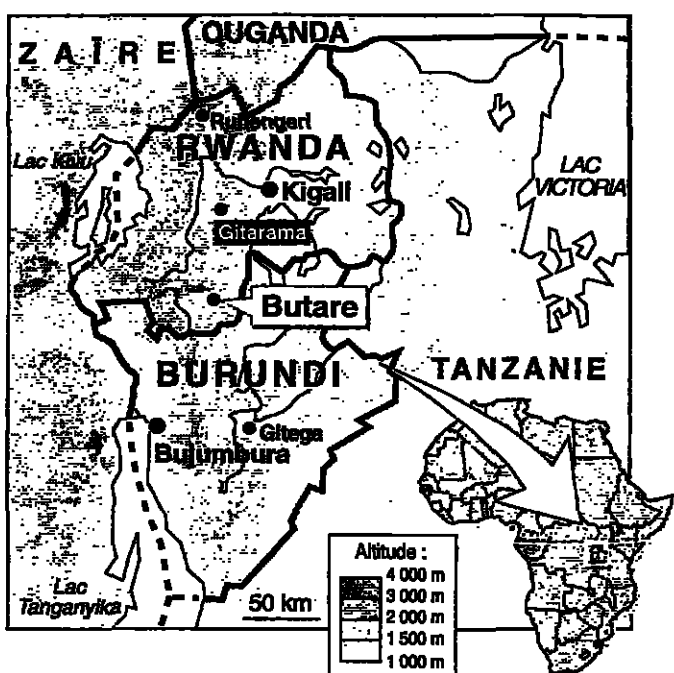 OUGANDA
ZAÏRE
Ruhengeri
Lac Kivu
RWANDA
LAC
VICTORIA
Kigali
Gitarama
Butare
BURUNDI
TANZANIE
Gitega
Bujumbura
Altitude :
4 000 m
3 000 m
2 000 m
1 500 m
1 000 m
Lac
Tanganyika
50 km